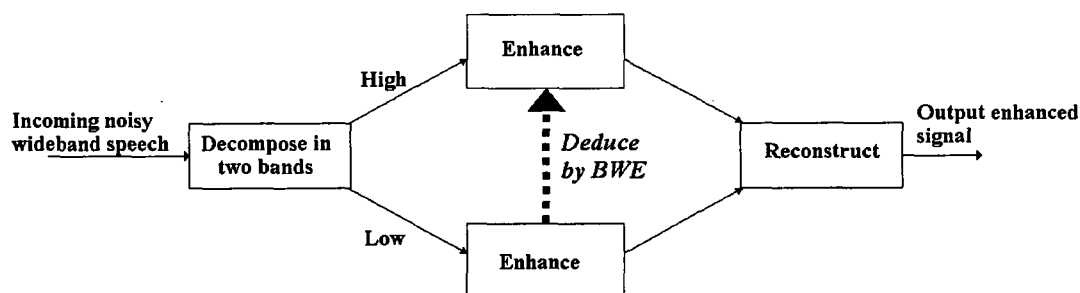 Enhance
High
Incoming noisy
wideband speech
Decompose in
two bands
Deduce
by BWE
Reconstruct
Output enhanced
signal
Low
Enhance